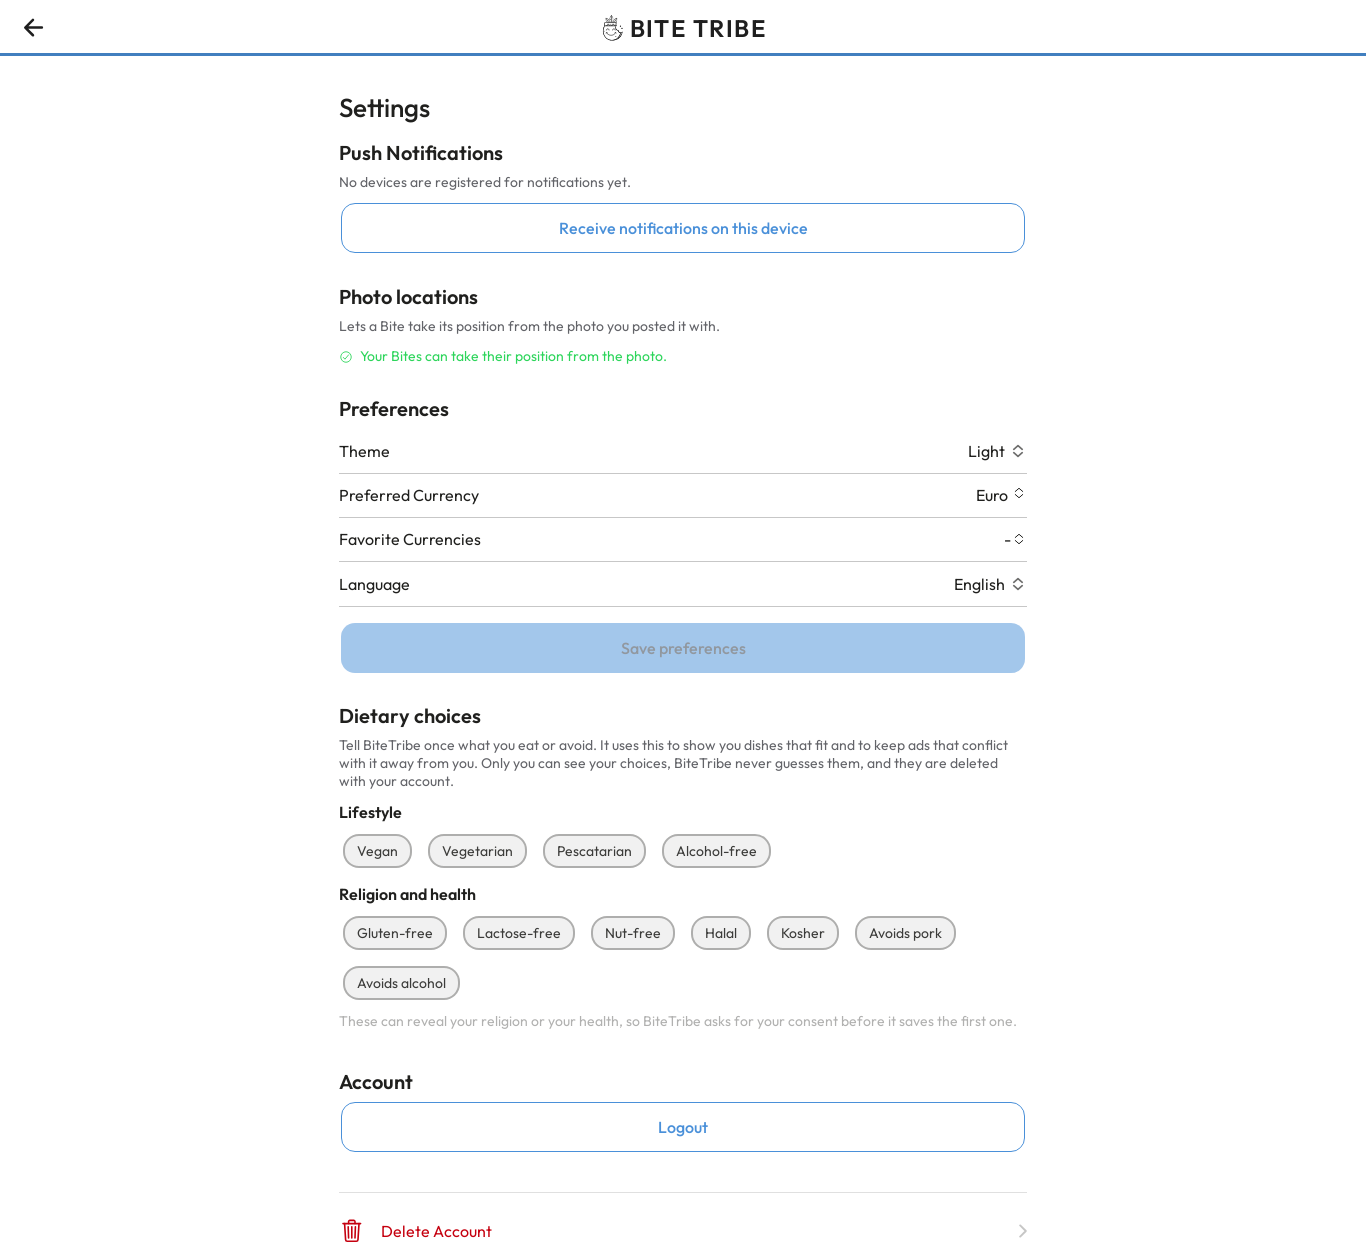 BITE TRIBE
Settings
Push Notifications
No devices are registered for notifications yet.
Receive notifications on this device
Photo locations
Lets a Bite take its position from the photo you posted it with.
Your Bites can take their position from the photo.
Preferences
Theme Light
Preferred Currency Euro
Favorite Currencies -
Language English
Save preferences
Dietary choices
Tell BiteTribe once what you eat or avoid. It uses this to show you dishes that fit and to keep ads that conflict
with it away from you. Only you can see your choices, BiteTribe never guesses them, and they are deleted
with your account.
Lifestyle
Vegan Vegetarian Pescatarian Alcohol-free
Religion and health
Gluten-free Lactose-free Nut-free Halal Kosher Avoids pork
Avoids alcohol
These can reveal your religion or your health, so BiteTribe asks for your consent before it saves the first one.
Account
Logout
Delete Account